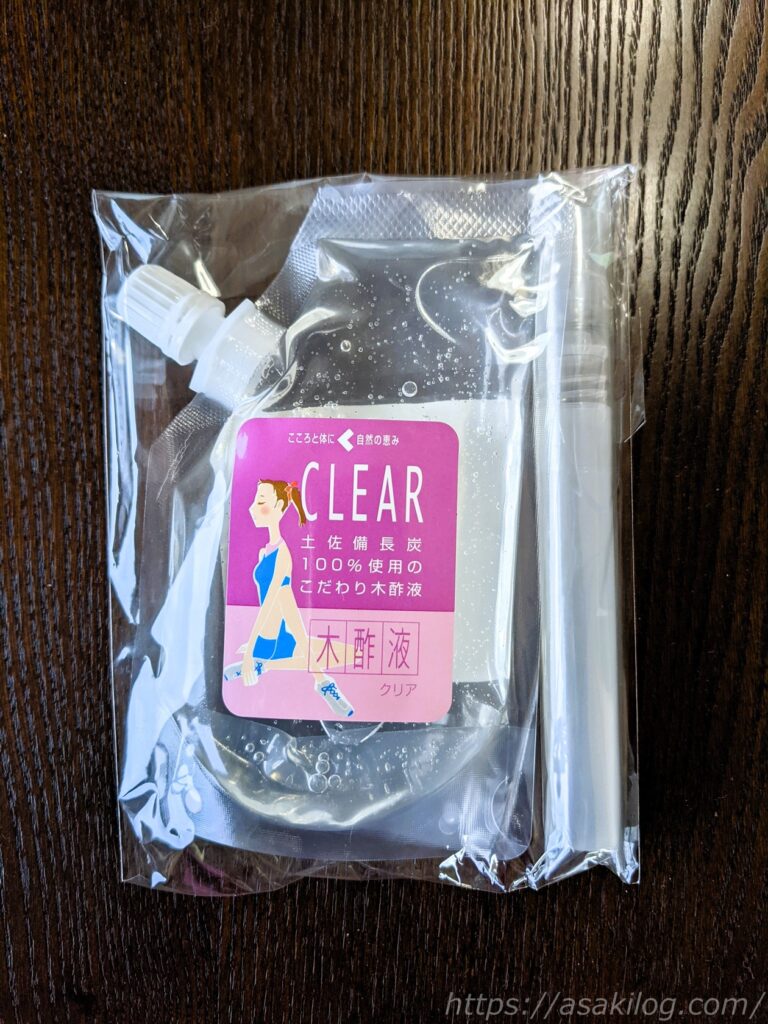 こころと体に 自然の恵み
CLEAR
土佐備長炭
100%使用の
こだわり木酢液
木酢液
クリア
https://asakilog.com/